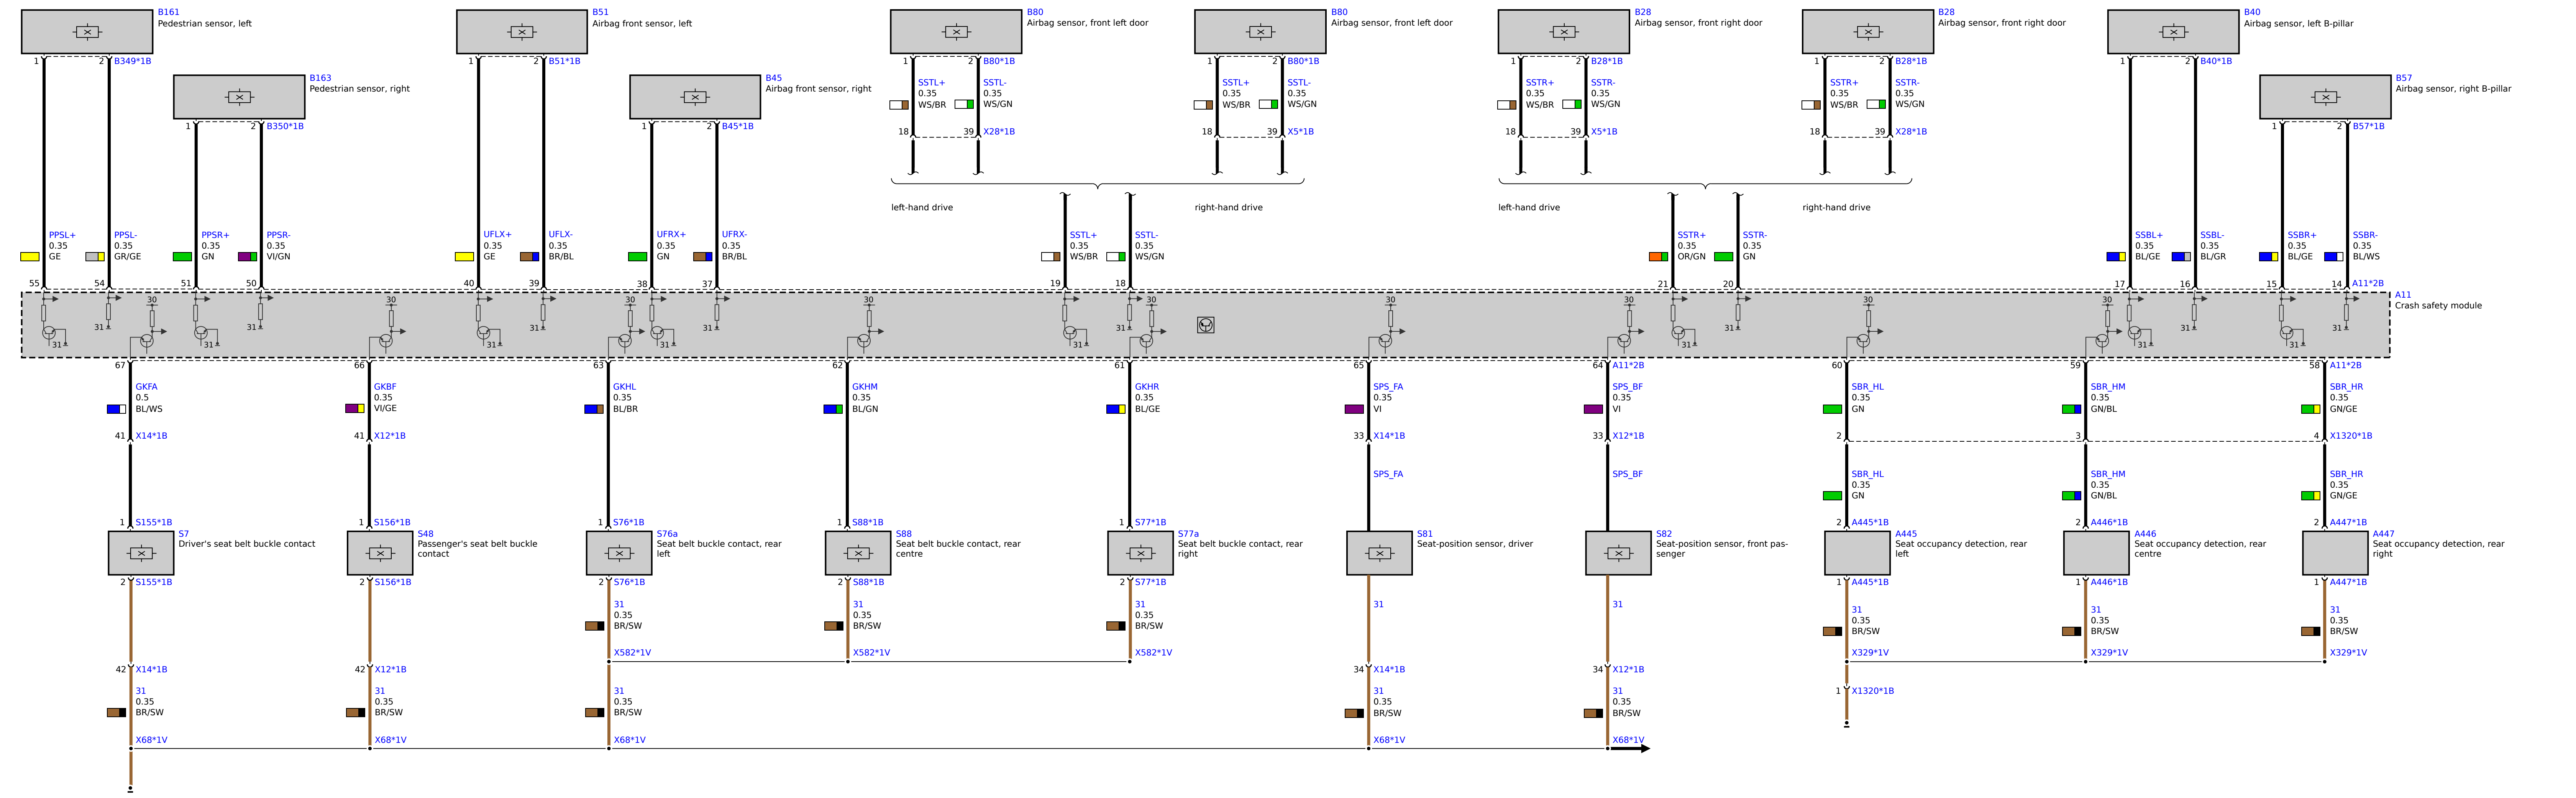 B161
Pedestrian sensor, left
B51
Airbag front sensor, left
B80
Airbag sensor, front left door
B80
Airbag sensor, front left door
B28
Airbag sensor, front right door
B28
Airbag sensor, front right door
B40
Airbag sensor, left B-pillar
1 2 B349*1B
1 2 B51*1B
1 2 B80*1B
1 2 B80*1B
1 2 B28*1B
1 2 B28*1B
1 2 B40*1B
B163
Pedestrian sensor, right
B45
Airbag front sensor, right
B57
Airbag sensor, right B-pillar
SSTL+ SSTL-
0.35 0.35
WS/BR WS/GN
SSTL+ SSTL-
0.35 0.35
WS/BR WS/GN
SSTR+ SSTR-
0.35 0.35
WS/BR WS/GN
SSTR+ SSTR-
0.35 0.35
WS/BR WS/GN
1 2 B350*1B
1 2 B45*1B
1 2 B57*1B
18 39 X28*1B
18 39 X5*1B
18 39 X5*1B
18 39 X28*1B
left-hand drive
right-hand drive
left-hand drive
right-hand drive
PPSL+ PPSL- PPSR+ PPSR- UFLX+ UFLX- UFRX+ UFRX- SSTL+ SSTL- SSTR+ SSTR- SSBL+ SSBL- SSBR+ SSBR-
0.35 0.35 0.35 0.35 0.35 0.35 0.35 0.35 0.35 0.35 0.35 0.35 0.35 0.35 0.35 0.35
GE GR/GE GN VI/GN GE BR/BL GN BR/BL WS/BR WS/GN OR/GN GN BL/GE BL/GR BL/GE BL/WS
55 54 51 50 40 39 38 37 19 18 21 20 17 16 15 14 A11*2B
A11
Crash safety module
30 30 30 30 30 30 30 30 30 30
31 31 31 31 31 31 31 31 31 31 31 31 31 31 31 31
67 66 63 62 61 65 64 A11*2B 60 59 58 A11*2B
GKFA GKBF GKHL GKHM GKHR SPS_FA SPS_BF SBR_HL SBR_HM SBR_HR
0.5 0.35 0.35 0.35 0.35 0.35 0.35 0.35 0.35 0.35
BL/WS VI/GE BL/BR BL/GN BL/GE VI VI GN GN/BL GN/GE
41 X14*1B 41 X12*1B 33 X14*1B 33 X12*1B 2 3 4 X1320*1B
SPS_FA SPS_BF SBR_HL SBR_HM SBR_HR
0.35 0.35 0.35
GN GN/BL GN/GE
1 S155*1B 1 S156*1B 1 S76*1B 1 S88*1B 1 S77*1B 2 A445*1B 2 A446*1B 2 A447*1B
S7
Driver's seat belt buckle contact
S48
Passenger's seat belt buckle
contact
S76a
Seat belt buckle contact, rear
left
S88
Seat belt buckle contact, rear
centre
S77a
Seat belt buckle contact, rear
right
S81
Seat-position sensor, driver
S82
Seat-position sensor, front pas-
senger
A445
Seat occupancy detection, rear
left
A446
Seat occupancy detection, rear
centre
A447
Seat occupancy detection, rear
right
2 S155*1B 2 S156*1B 2 S76*1B 2 S88*1B 2 S77*1B 1 A445*1B 1 A446*1B 1 A447*1B
31 31 31 31 31 31 31 31
0.35 0.35 0.35 0.35 0.35 0.35
BR/SW BR/SW BR/SW BR/SW BR/SW BR/SW
X582*1V X582*1V X582*1V X329*1V X329*1V X329*1V
42 X14*1B 42 X12*1B 34 X14*1B 34 X12*1B
31 31 31 31 31 1 X1320*1B
0.35 0.35 0.35 0.35 0.35
BR/SW BR/SW BR/SW BR/SW BR/SW
X68*1V X68*1V X68*1V X68*1V X68*1V